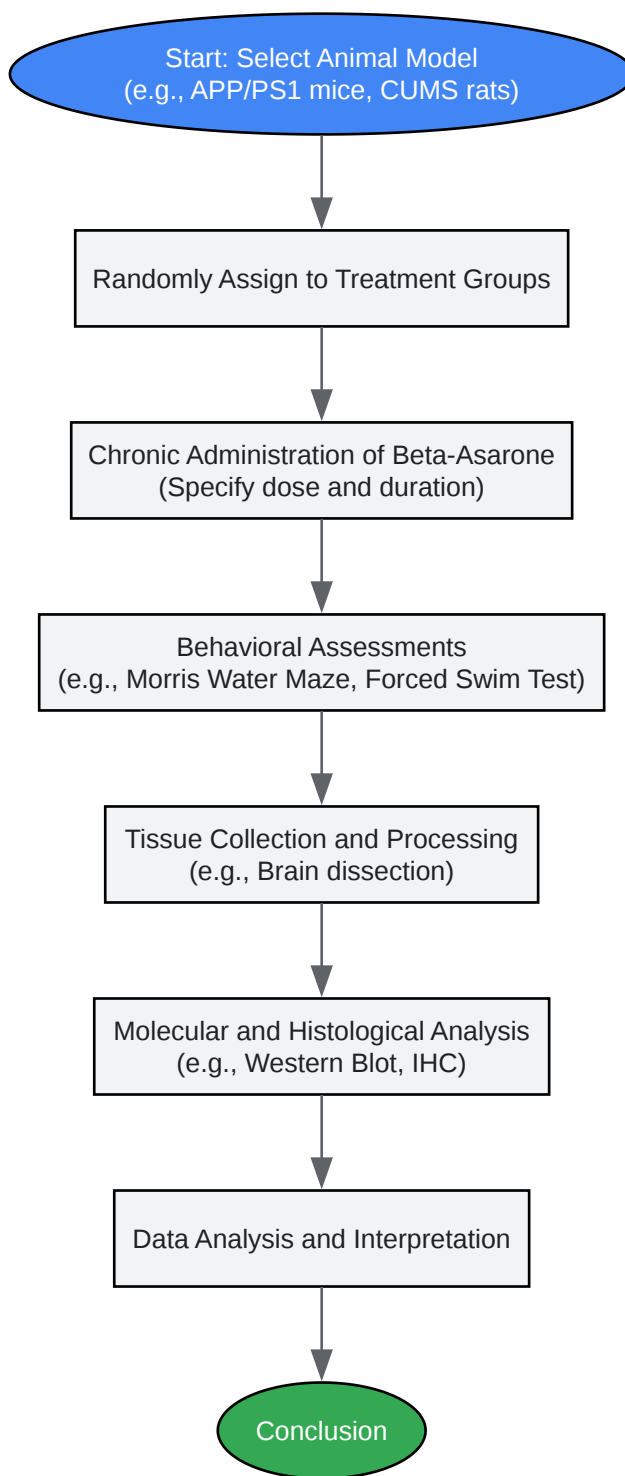 Start: Select Animal Model
(e.g., APP/PS1 mice, CUMS rats)
Randomly Assign to Treatment Groups
Chronic Administration of Beta-Asarone
(Specify dose and duration)
Behavioral Assessments
(e.g., Morris Water Maze, Forced Swim Test)
Tissue Collection and Processing
(e.g., Brain dissection)
Molecular and Histological Analysis
(e.g., Western Blot, IHC)
Data Analysis and Interpretation
Conclusion